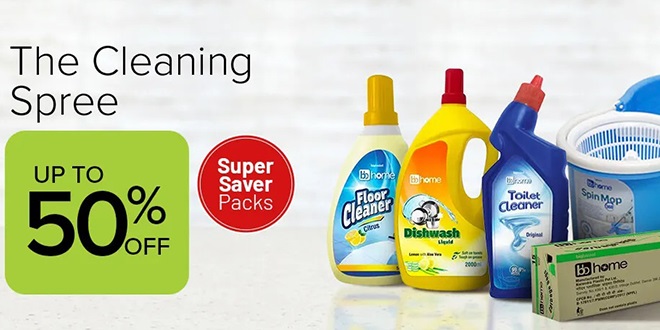 The Cleaning
Spree
UP TO
50%
OFF
Super
Saver
Packs
bb home
Floor
Cleaner
Citrus
bb home
Dishwash
Liquid
Lemon with Aloe Vera
2000ml
bb home
Toilet
Cleaner
Original
bb home
Spin Mop
bb home